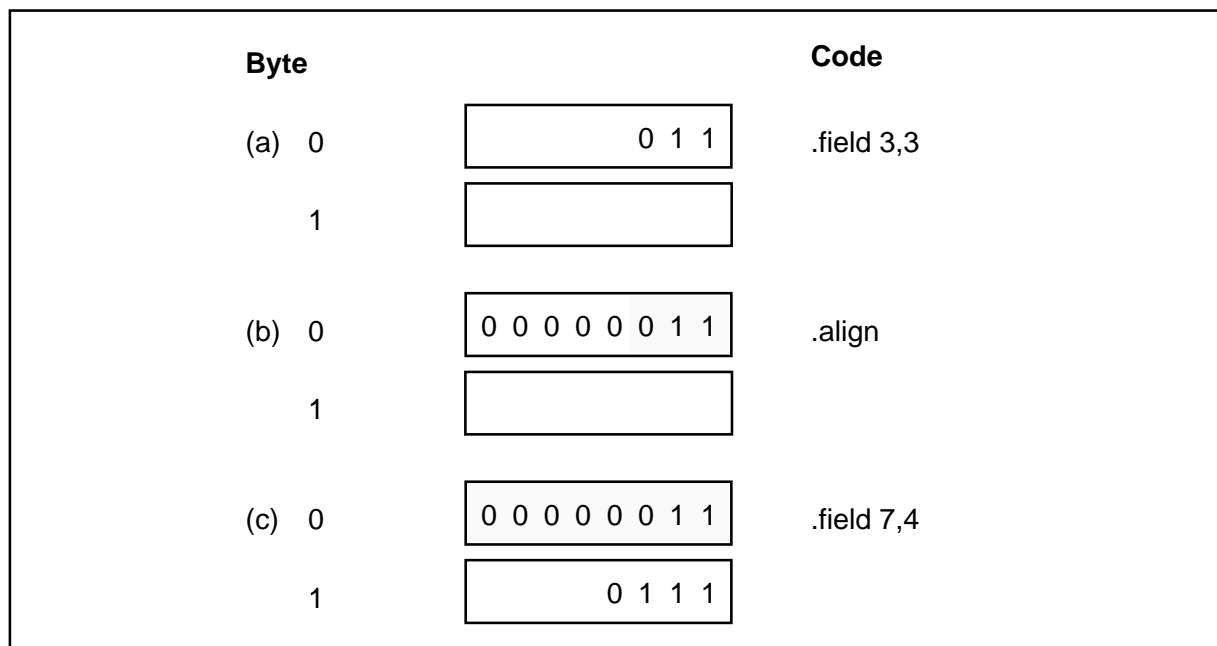 Byte Code
(a) 0 0 1 1 .field 3,3
1
(b) 0 0 0 0 0 0 0 1 1 .align
1
(c) 0 0 0 0 0 0 0 1 1 .field 7,4
1 0 1 1 1